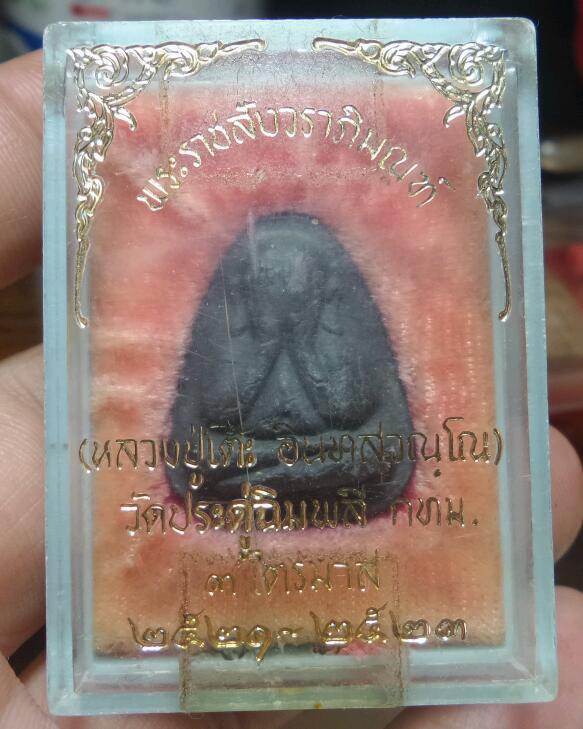 พระราชสังวราภิมณฑ์
(หลวงปู่โต๊ะ อินทสุวณฺโณ)
วัดประดู่ฉิมพลี กทม.
๓ ไตรมาส
๒๕๒๑-๒๕๒๓